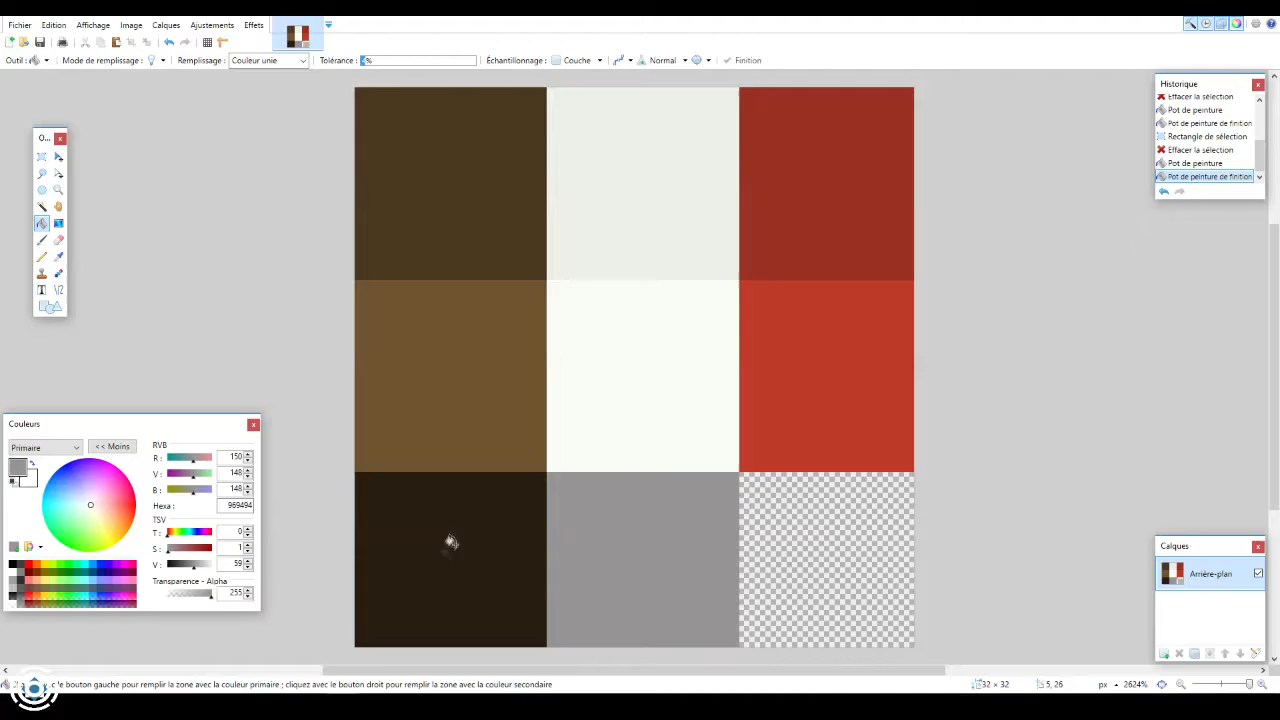 Fichier Edition Affichage Image Calques Ajustements Effets
Outil : Mode de remplissage : Remplissage : Couleur unie Tolérance : % Échantillonnage : Couche Normal Finition
Historique
Effacer la sélection
Pot de peinture
Pot de peinture de finition
Rectangle de sélection
Effacer la sélection
Pot de peinture
Pot de peinture de finition
O...
Couleurs
Primaire << Moins
RVB
R : 150
V : 148
B : 148
Hexa : 969494
TSV
T : 0
S : 1
V : 59
Transparence - Alpha
255
Calques
Arrière-plan
c le bouton gauche pour remplir la zone avec la couleur primaire ; cliquez avec le bouton droit pour remplir la zone avec la couleur secondaire
32 × 32 5, 26 px 2624%